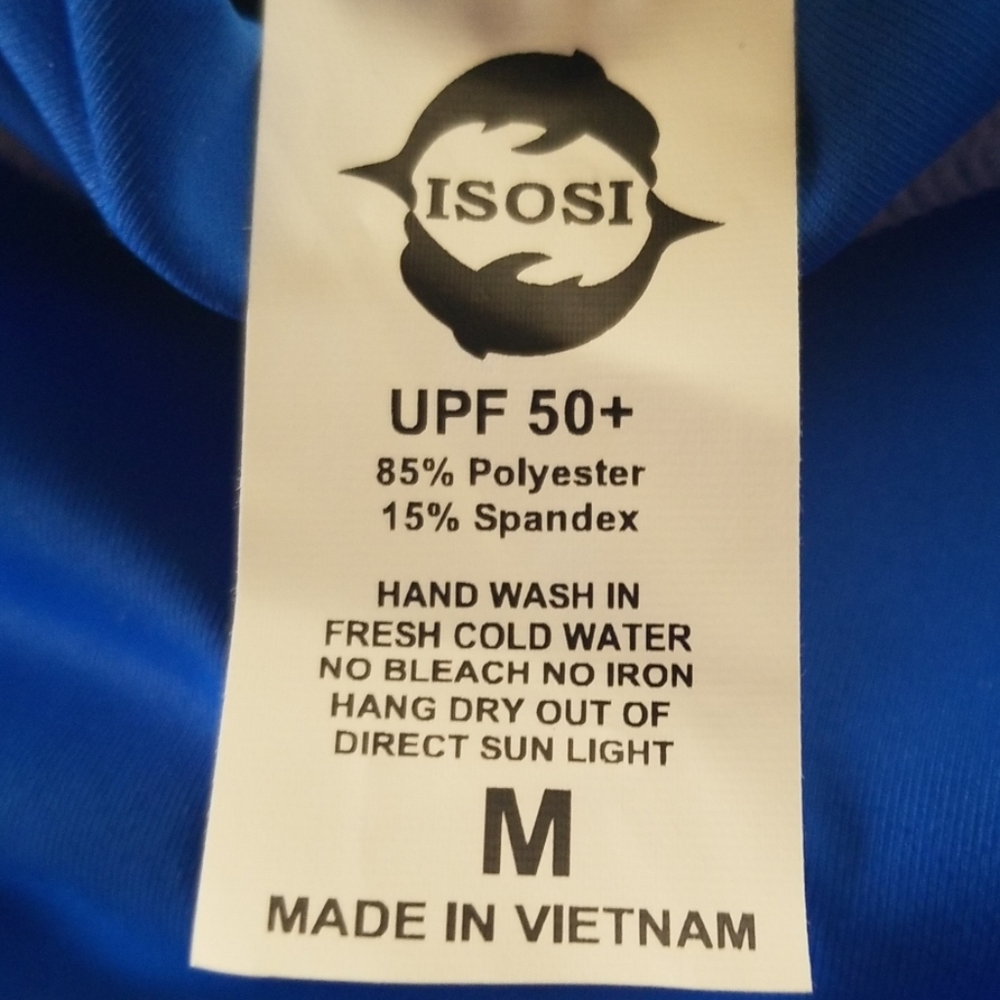 ISOSI
UPF 50+
85% Polyester
15% Spandex
HAND WASH IN
FRESH COLD WATER
NO BLEACH NO IRON
HANG DRY OUT OF
DIRECT SUN LIGHT
M
MADE IN VIETNAM